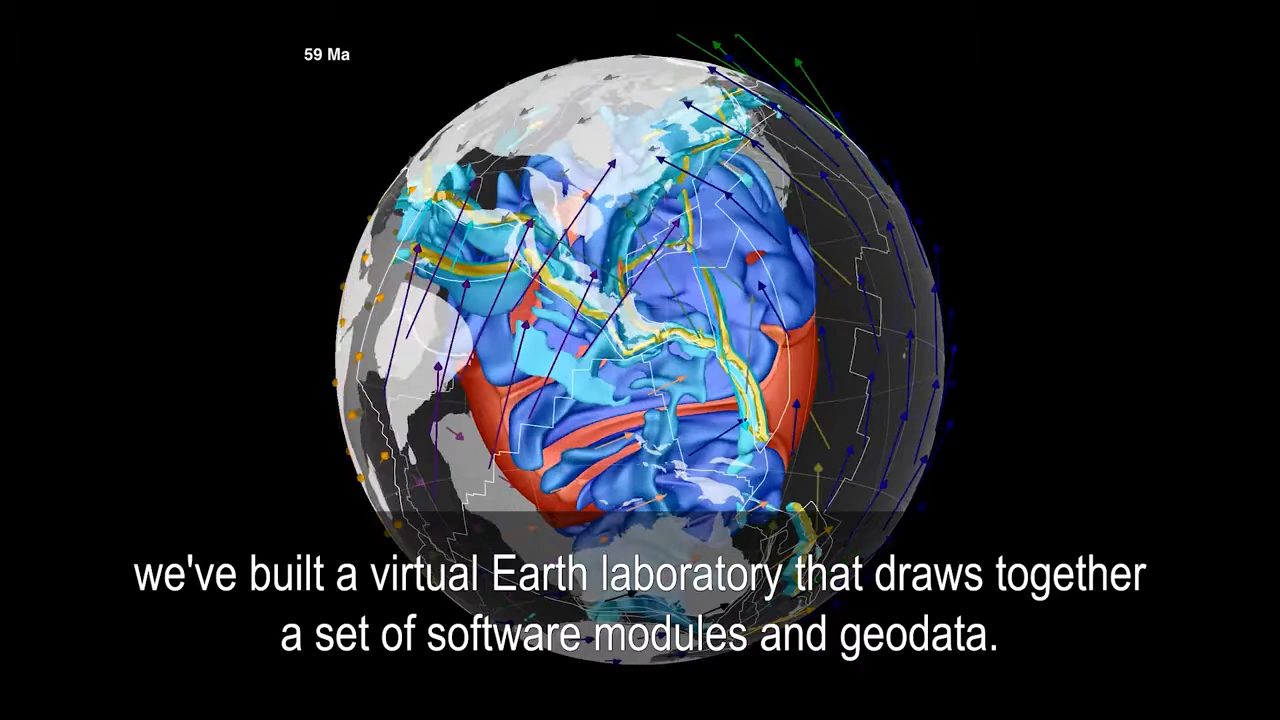 59 Ma
we've built a virtual Earth laboratory that draws together
a set of software modules and geodata.